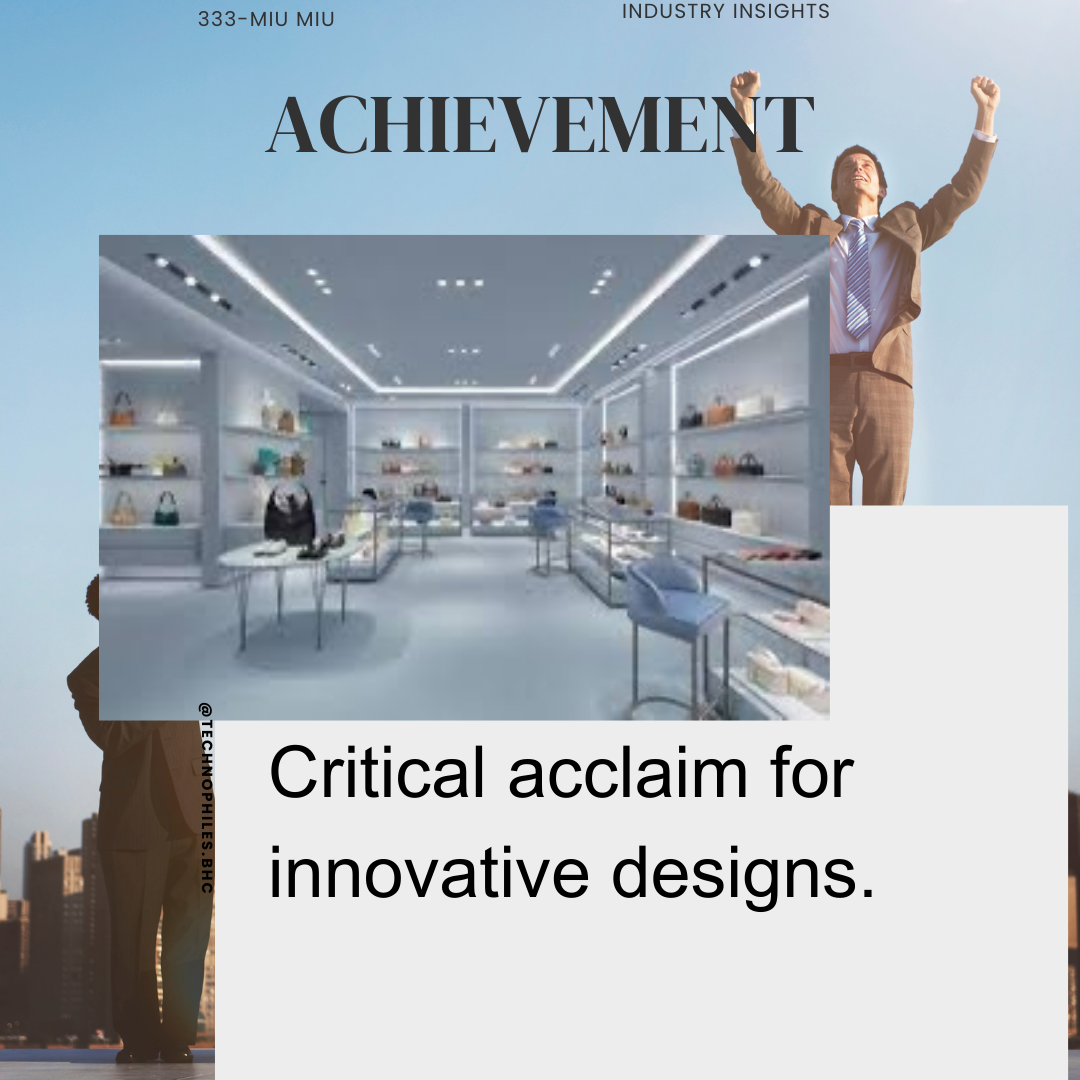 333-MIU MIU
INDUSTRY INSIGHTS
ACHIEVEMENT
@TECHNOPHILES.BHC
Critical acclaim for
innovative designs.